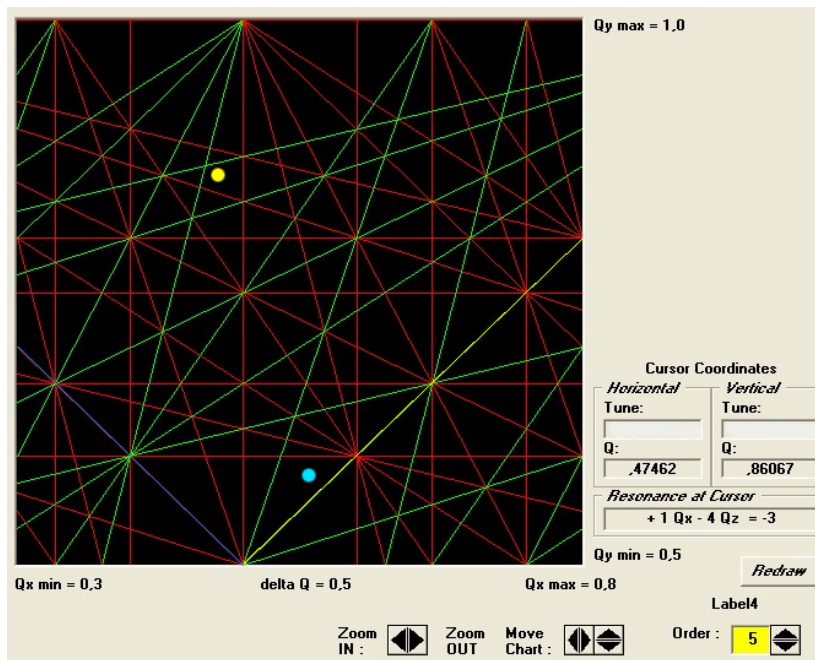 Qy max = 1,0
Cursor Coordinates
Horizontal
Vertical
Tune:
Tune:
Q:
Q:
,47462
,86067
Resonance at Cursor
+ 1 Qx - 4 Qz = -3
Qy min = 0,5
Redraw
Qx min = 0,3
delta Q = 0,5
Qx max = 0,8
Label4
Zoom
IN :
Zoom
OUT
Move
Chart :
Order :
5